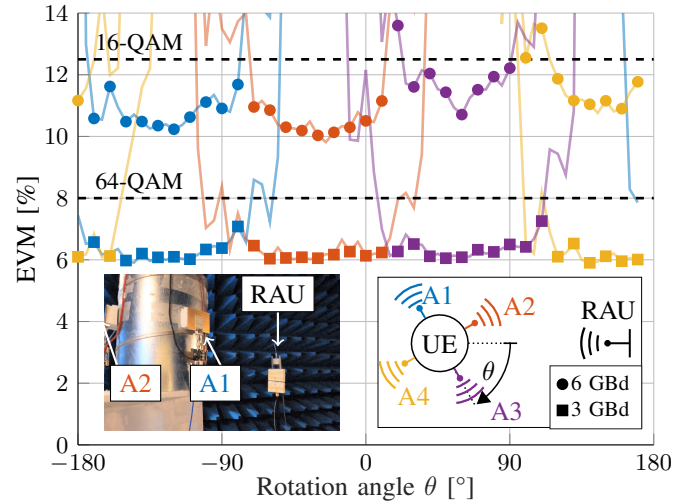 14
12
10
8
6
4
2
0
EVM [%]
16-QAM
64-QAM
RAU
A2
A1
A1
A2
UE
A3
A4
θ
RAU
6 GBd
3 GBd
−180
−90
0
90
180
Rotation angle θ [°]